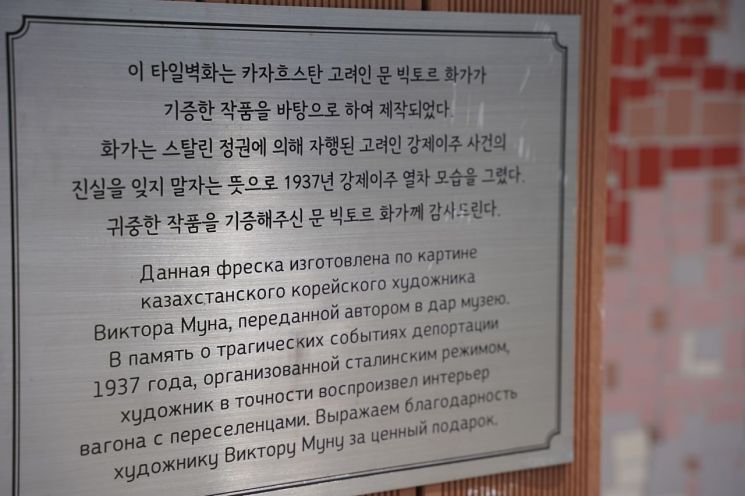 이 타일벽화는 카자흐스탄 고려인 문 빅토르 화가가
기증한 작품을 바탕으로 하여 제작되었다.
화가는 스탈린 정권에 의해 자행된 고려인 강제이주 사건의
진실을 잊지 말자는 뜻으로 1937년 강제이주 열차 모습을 그렸다.
귀중한 작품을 기증해주신 문 빅토르 화가께 감사드린다.
Данная фреска изготовлена по картине
казахстанского корейского художника
Виктора Муна, переданной автором в дар музею.
В память о трагических событиях депортации
1937 года, организованной сталинским режимом,
художник в точности воспроизвел интерьер
вагона с переселенцами. Выражаем благодарность
художнику Виктору Муну за ценный подарок.